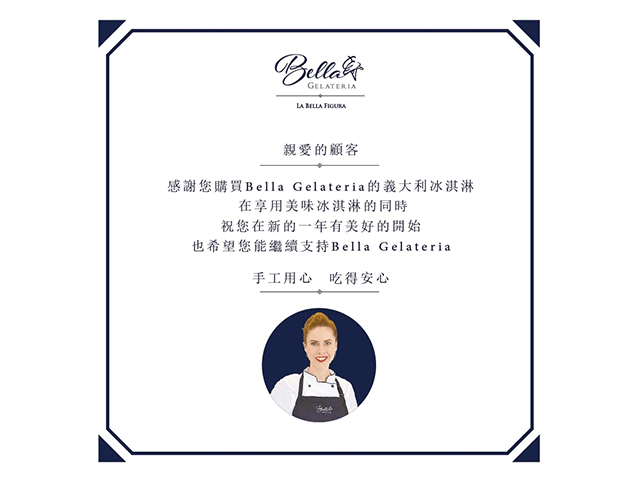 Bella
GELATERIA
LA BELLA FIGURA
親愛的顧客
感謝您購買Bella Gelateria的義大利冰淇淋
在享用美味冰淇淋的同時
祝您在新的一年有美好的開始
也希望您能繼續支持Bella Gelateria
手工用心 吃得安心
Bella